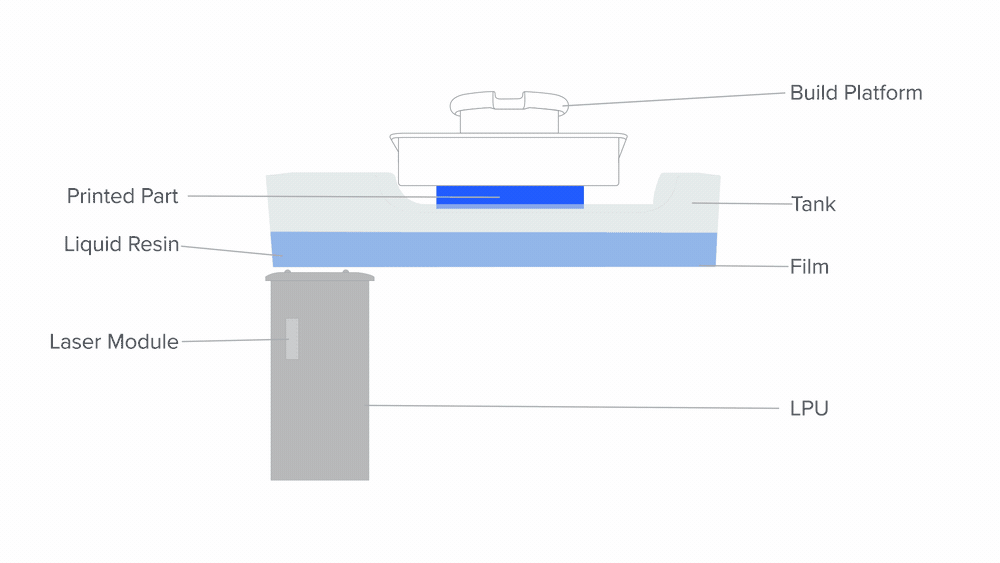 Build Platform
Printed Part
Tank
Liquid Resin
Film
Laser Module
LPU